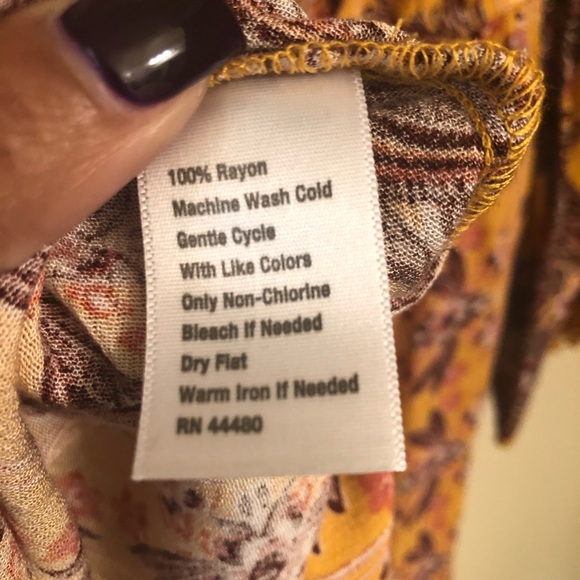 100% Rayon
Machine Wash Cold
Gentle Cycle
With Like Colors
Only Non-Chlorine
Bleach If Needed
Dry Flat
Warm Iron If Needed
RN 44480